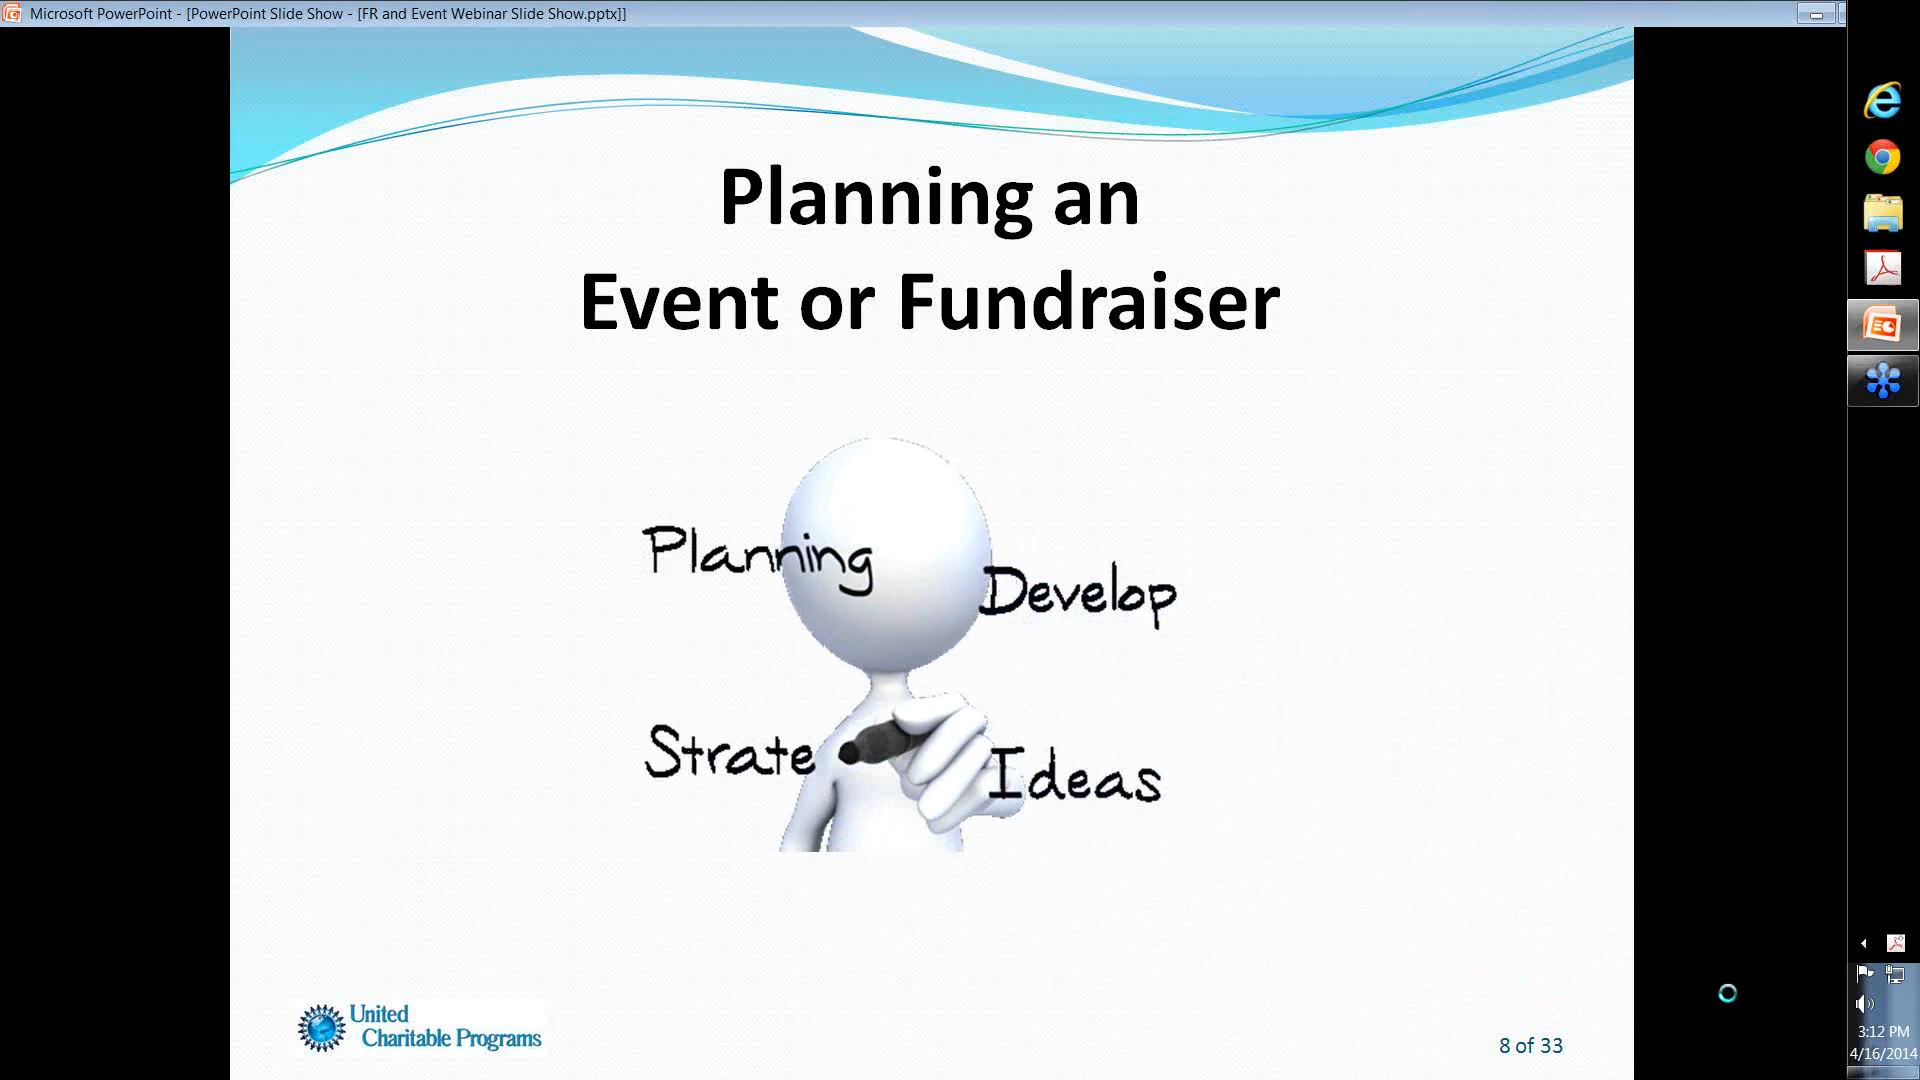 Microsoft PowerPoint - [PowerPoint Slide Show - [FR and Event Webinar Slide Show.pptx]]
Planning an
Event or Fundraiser
Planning
Develop
Strate
Ideas
United
Charitable Programs
8 of 33
3:12 PM
4/16/2014